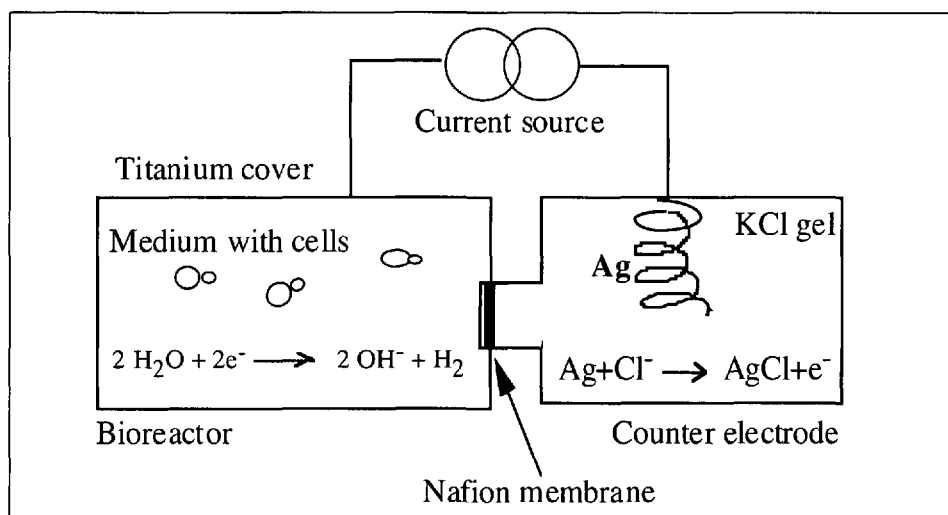 Current source
Titanium cover
Medium with cells
KCl gel
Ag
2 H₂O + 2e⁻ → 2 OH⁻ + H₂
Ag+Cl⁻ → AgCl+e⁻
Bioreactor
Counter electrode
Nafion membrane